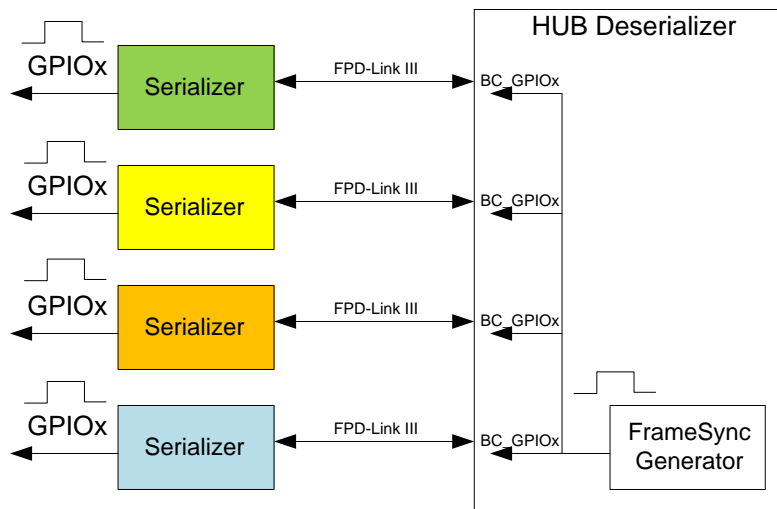 HUB Deserializer
GPIOx
Serializer
FPD-Link III
BC_GPIOx
GPIOx
Serializer
FPD-Link III
BC_GPIOx
GPIOx
Serializer
FPD-Link III
BC_GPIOx
GPIOx
Serializer
FPD-Link III
BC_GPIOx
FrameSync
Generator